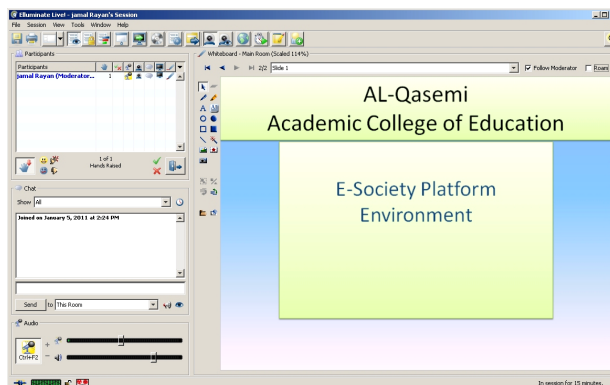 Elluminate Live! - jamal Rayan's Session
File Session View Tools Window Help
Participants
Participants
jamal Rayan (Moderator... 1
1 of 1
Hands Raised
Chat
Show All
Joined on January 5, 2011 at 2:24 PM
Send to This Room
Audio
Ctrl+F2
Whiteboard - Main Room (Scaled 114%)
2/2 Slide 1 Follow Moderator Roam
AL-Qasemi
Academic College of Education
E-Society Platform
Environment
In session for 15 minutes.